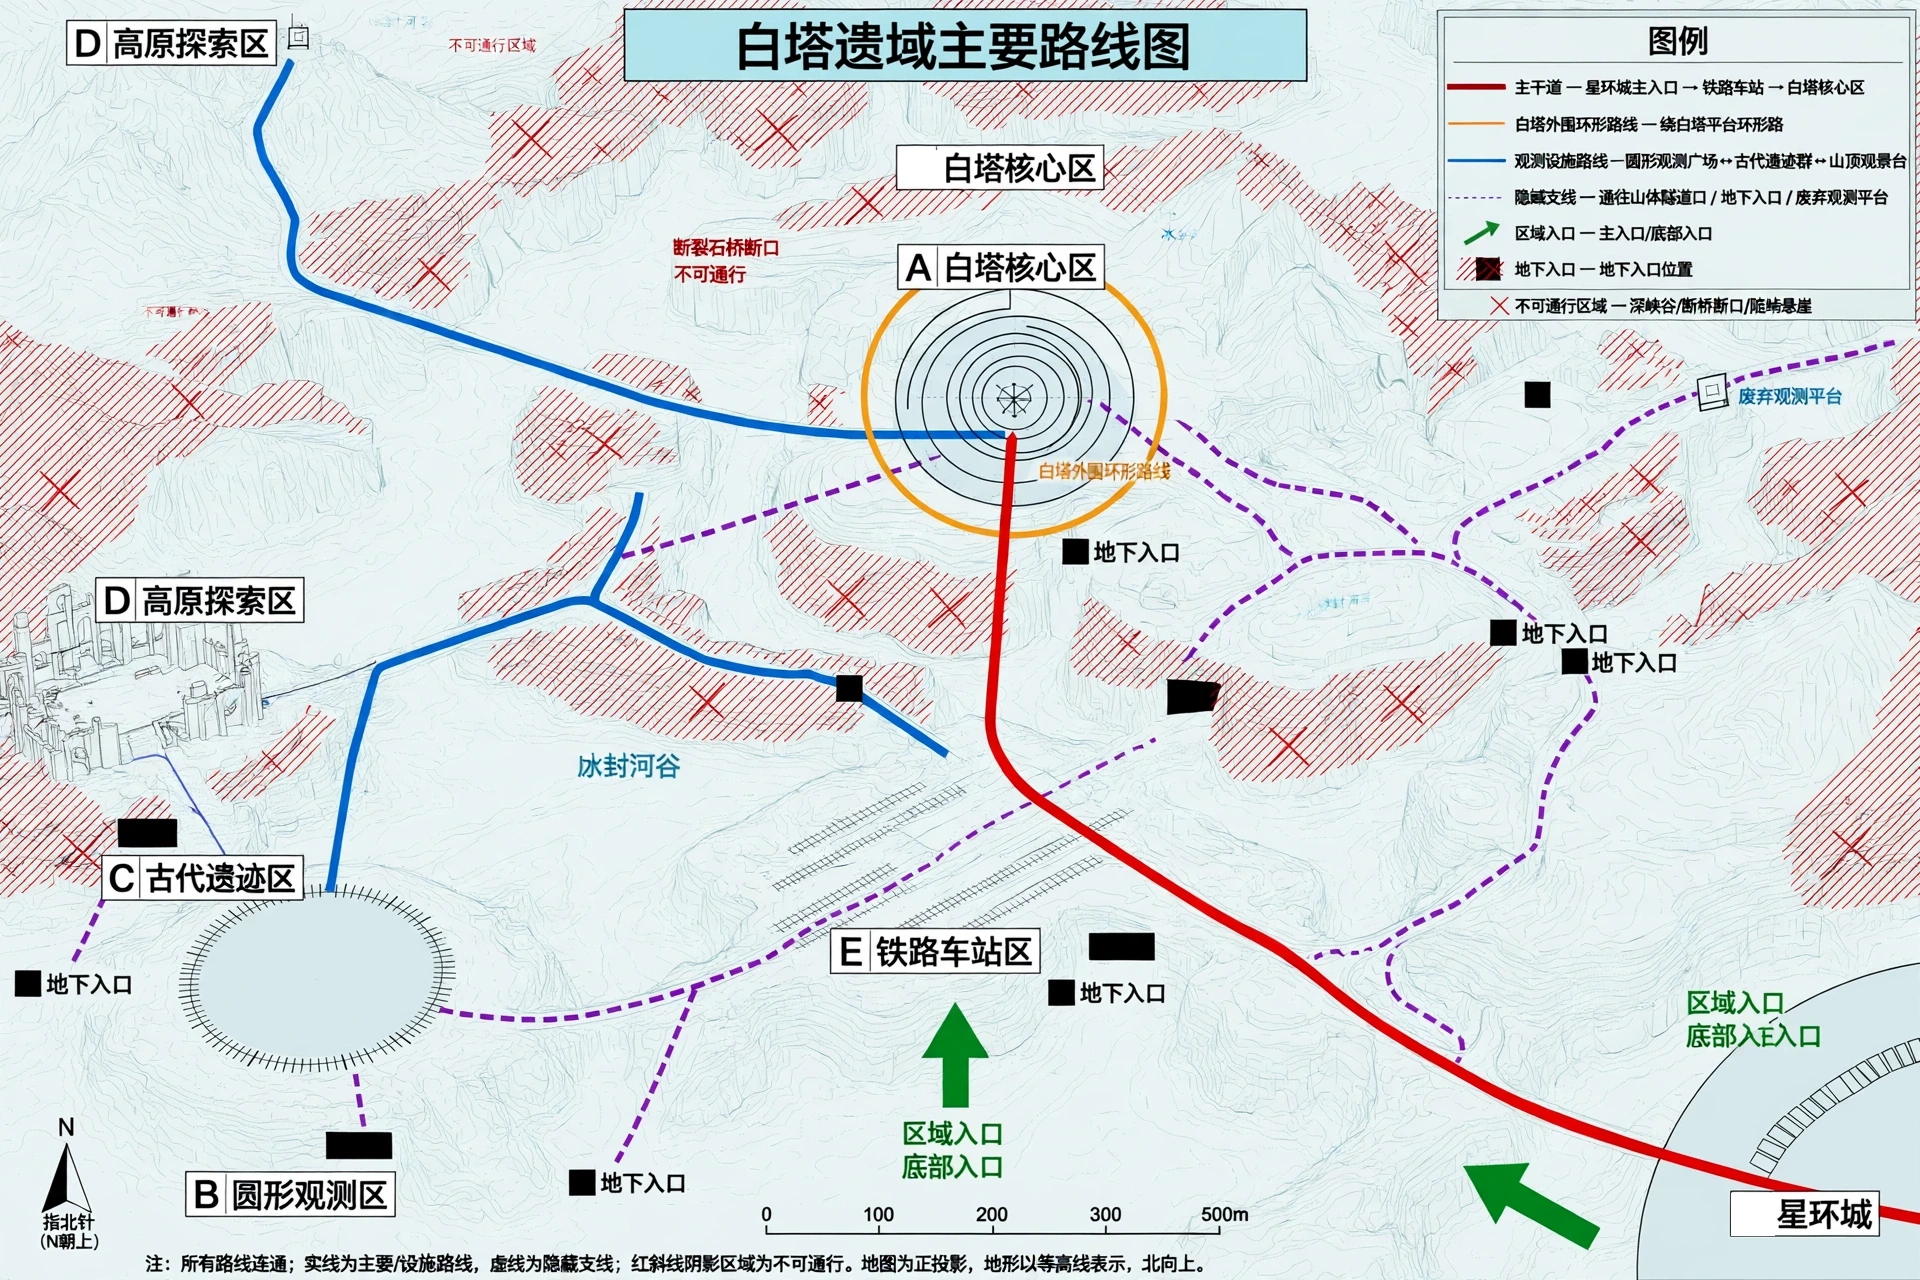 白塔遗域主要路线图
D 高原探索区
不可通行区域
图例
主干道 — 星环城主入口 → 铁路车站 → 白塔核心区
白塔外围环形路线 — 绕白塔平台环形路
观测设施路线 — 圆形观测广场 ↔ 古代遗迹群 ↔ 山顶观景台
隐藏支线 — 通往山体隧道口 / 地下入口 / 废弃观测平台
区域入口 — 主入口/底部入口
地下入口 — 地下入口位置
不可通行区域 — 深峡谷/断桥断口/陡峭悬崖
白塔核心区
断裂石桥断口
不可通行
A 白塔核心区
废弃观测平台
白塔外围环形路线
地下入口
D 高原探索区
地下入口
地下入口
冰封河谷
C 古代遗迹区
E 铁路车站区
地下入口
地下入口
区域入口
底部入口
区域入口
底部入E入口
地下入口
B 圆形观测区
N
指北针
(N朝上)
0 100 200 300 500m
星环城
注：所有路线连通；实线为主要/设施路线，虚线为隐藏支线；红斜线阴影区域为不可通行。地图为正投影，地形以等高线表示，北向上。